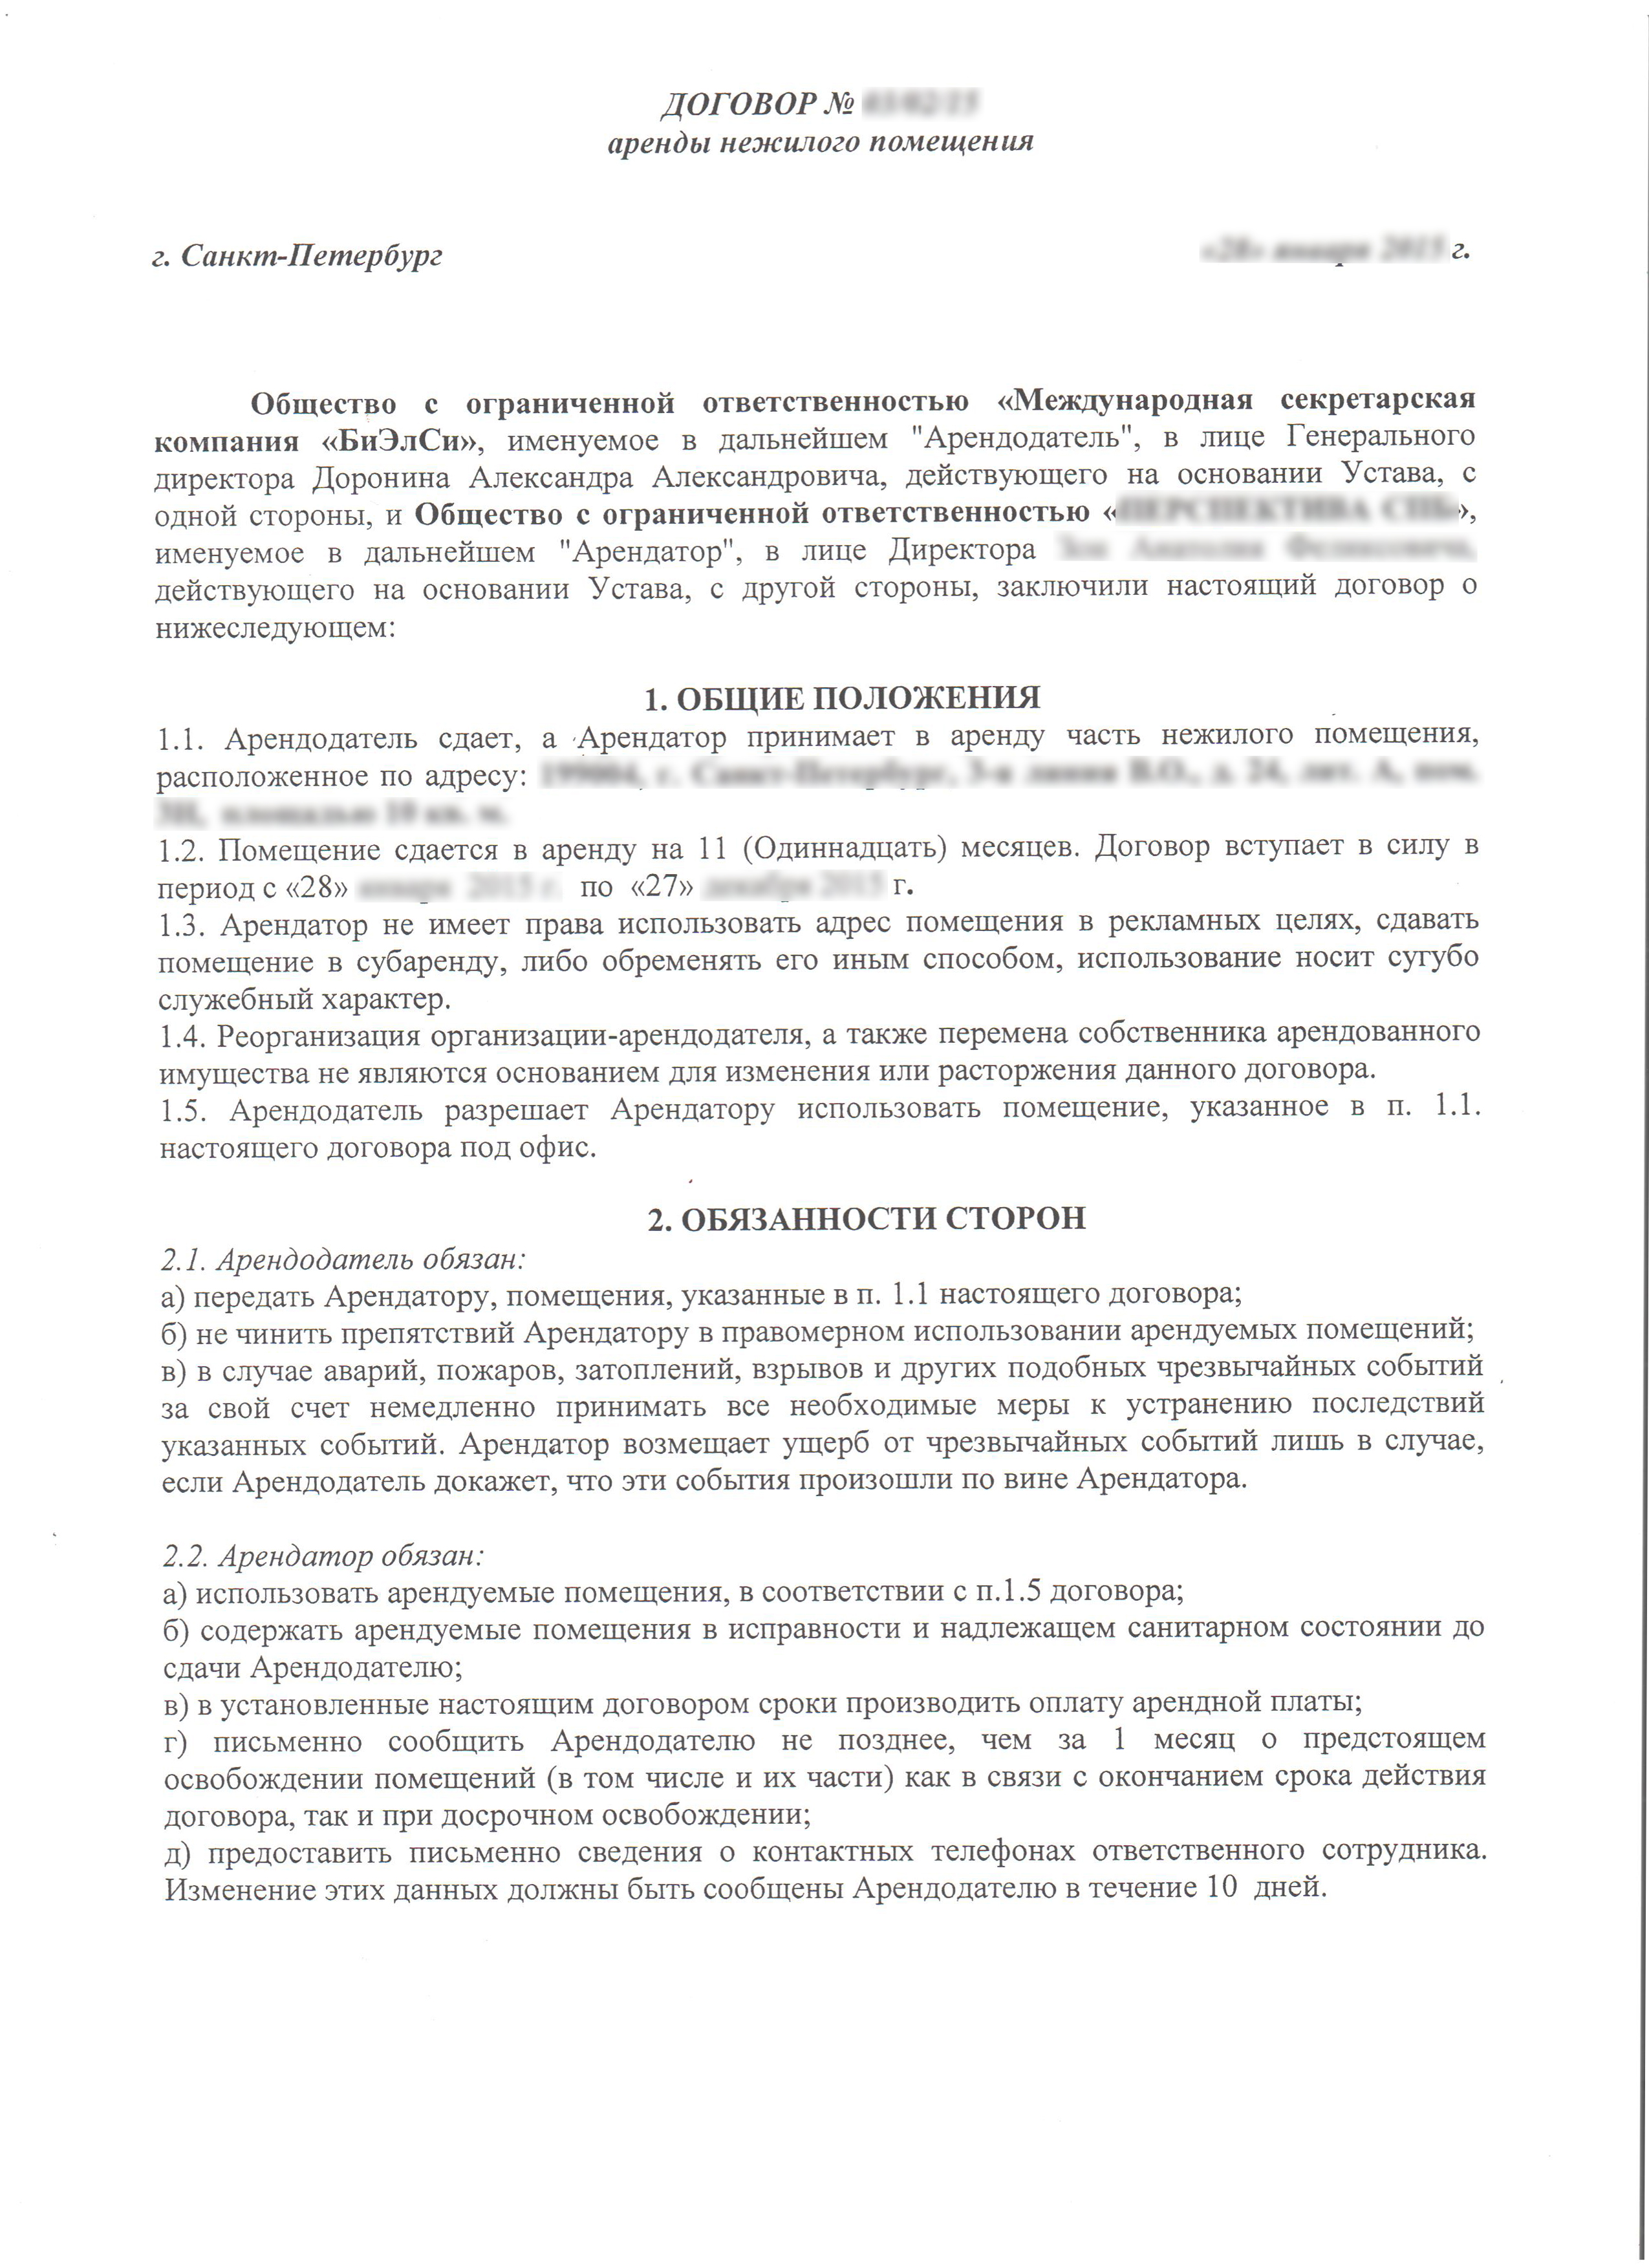 ДОГОВОР №
аренды нежилого помещения
г. Санкт-Петербург г.
Общество с ограниченной ответственностью «Международная секретарская
компания «БиЭлСи», именуемое в дальнейшем "Арендодатель", в лице Генерального
директора Доронина Александра Александровича, действующего на основании Устава, с
одной стороны, и Общество с ограниченной ответственностью « »,
именуемое в дальнейшем "Арендатор", в лице Директора
действующего на основании Устава, с другой стороны, заключили настоящий договор о
нижеследующем:
1. ОБЩИЕ ПОЛОЖЕНИЯ
1.1. Арендодатель сдает, а Арендатор принимает в аренду часть нежилого помещения,
расположенное по адресу:
1.2. Помещение сдается в аренду на 11 (Одиннадцать) месяцев. Договор вступает в силу в
период с «28» по «27» г.
1.3. Арендатор не имеет права использовать адрес помещения в рекламных целях, сдавать
помещение в субаренду, либо обременять его иным способом, использование носит сугубо
служебный характер.
1.4. Реорганизация организации-арендодателя, а также перемена собственника арендованного
имущества не являются основанием для изменения или расторжения данного договора.
1.5. Арендодатель разрешает Арендатору использовать помещение, указанное в п. 1.1.
настоящего договора под офис.
2. ОБЯЗАННОСТИ СТОРОН
2.1. Арендодатель обязан:
а) передать Арендатору, помещения, указанные в п. 1.1 настоящего договора;
б) не чинить препятствий Арендатору в правомерном использовании арендуемых помещений;
в) в случае аварий, пожаров, затоплений, взрывов и других подобных чрезвычайных событий
за свой счет немедленно принимать все необходимые меры к устранению последствий
указанных событий. Арендатор возмещает ущерб от чрезвычайных событий лишь в случае,
если Арендодатель докажет, что эти события произошли по вине Арендатора.
2.2. Арендатор обязан:
а) использовать арендуемые помещения, в соответствии с п.1.5 договора;
б) содержать арендуемые помещения в исправности и надлежащем санитарном состоянии до
сдачи Арендодателю;
в) в установленные настоящим договором сроки производить оплату арендной платы;
г) письменно сообщить Арендодателю не позднее, чем за 1 месяц о предстоящем
освобождении помещений (в том числе и их части) как в связи с окончанием срока действия
договора, так и при досрочном освобождении;
д) предоставить письменно сведения о контактных телефонах ответственного сотрудника.
Изменение этих данных должны быть сообщены Арендодателю в течение 10 дней.